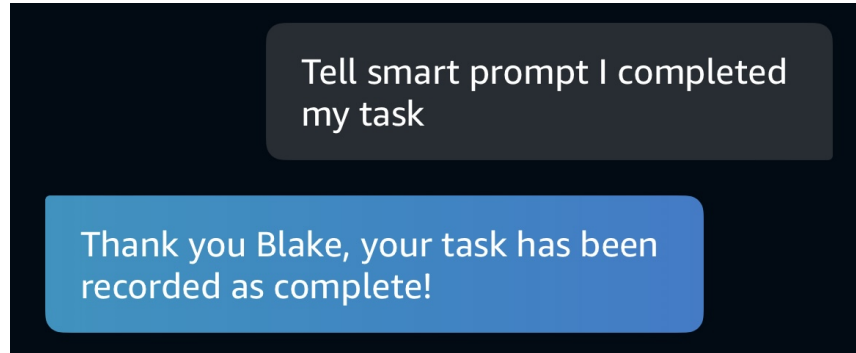 Tell smart prompt I completed
my task
Thank you Blake, your task has been
recorded as complete!